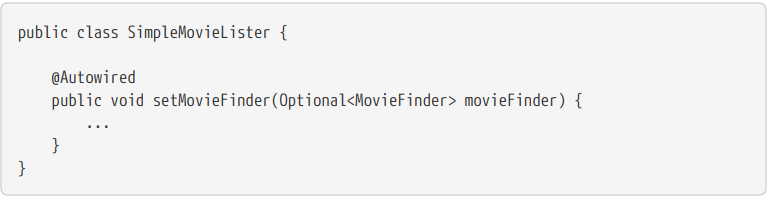 public class SimpleMovieLister {

    @Autowired
    public void setMovieFinder(Optional<MovieFinder> movieFinder) {
        ...
    }
}